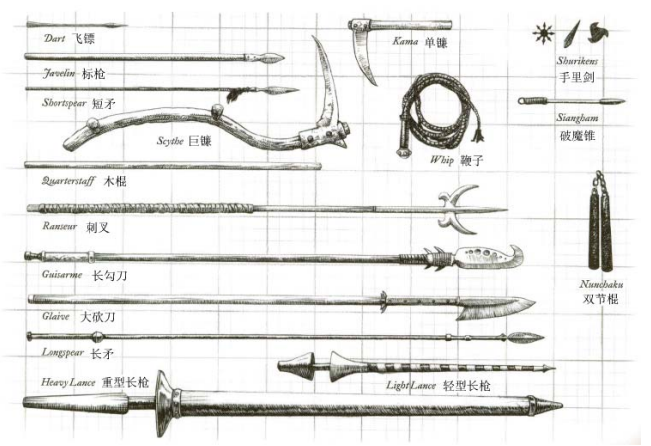 Dart 飞镖
Kama 单镰
Shurikens
手里剑
Javelin 标枪
Shortspear 短矛
Siangham
破魔锥
Scythe 巨镰
Whip 鞭子
Quarterstaff 木棍
Ranseur 刺叉
Guisarme 长勾刀
Nunchaku
双节棍
Glaive 大砍刀
Longspear 长矛
Heavy Lance 重型长枪
Light Lance 轻型长枪